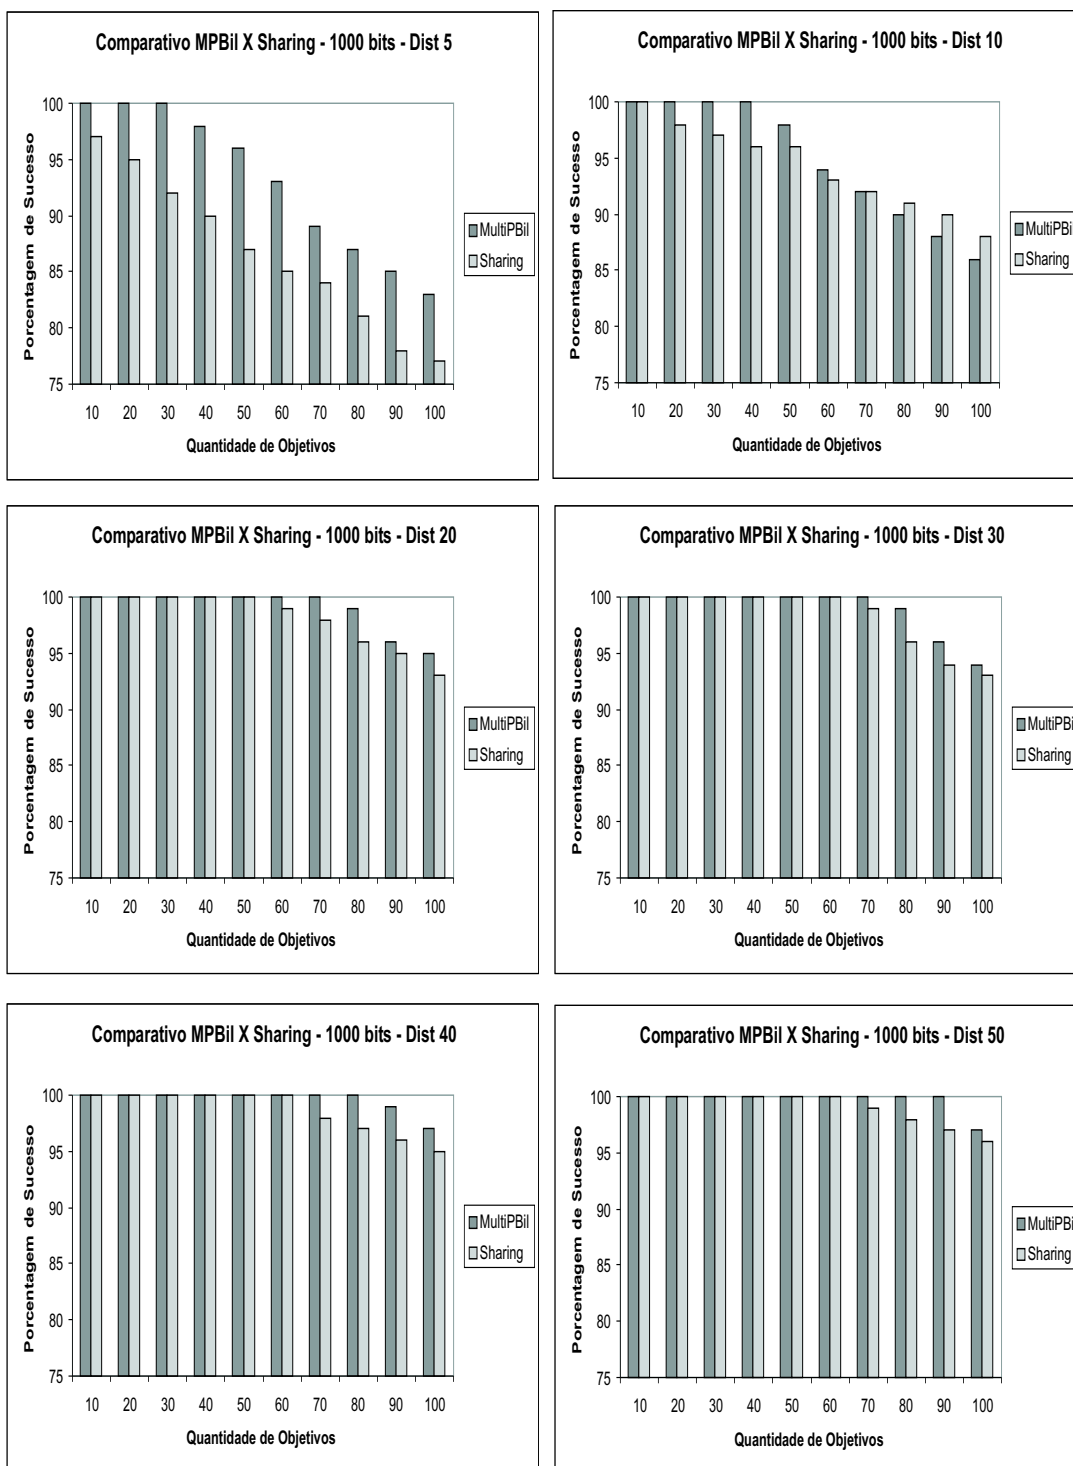 Comparativo MPBil X Sharing - 1000 bits - Dist 5
Porcentagem de Sucesso
100
95
90
85
80
75
10 20 30 40 50 60 70 80 90 100
Quantidade de Objetivos
MultiPBil
Sharing
Comparativo MPBil X Sharing - 1000 bits - Dist 10
Porcentagem de Sucesso
100
95
90
85
80
75
10 20 30 40 50 60 70 80 90 100
Quantidade de Objetivos
MultiPBil
Sharing
Comparativo MPBil X Sharing - 1000 bits - Dist 20
Porcentagem de Sucesso
100
95
90
85
80
75
10 20 30 40 50 60 70 80 90 100
Quantidade de Objetivos
MultiPBil
Sharing
Comparativo MPBil X Sharing - 1000 bits - Dist 30
Porcentagem de Sucesso
100
95
90
85
80
75
10 20 30 40 50 60 70 80 90 100
Quantidade de Objetivos
MultiPBil
Sharing
Comparativo MPBil X Sharing - 1000 bits - Dist 40
Porcentagem de Sucesso
100
95
90
85
80
75
10 20 30 40 50 60 70 80 90 100
Quantidade de Objetivos
MultiPBil
Sharing
Comparativo MPBil X Sharing - 1000 bits - Dist 50
Porcentagem de Sucesso
100
95
90
85
80
75
10 20 30 40 50 60 70 80 90 100
Quantidade de Objetivos
MultiPBil
Sharing